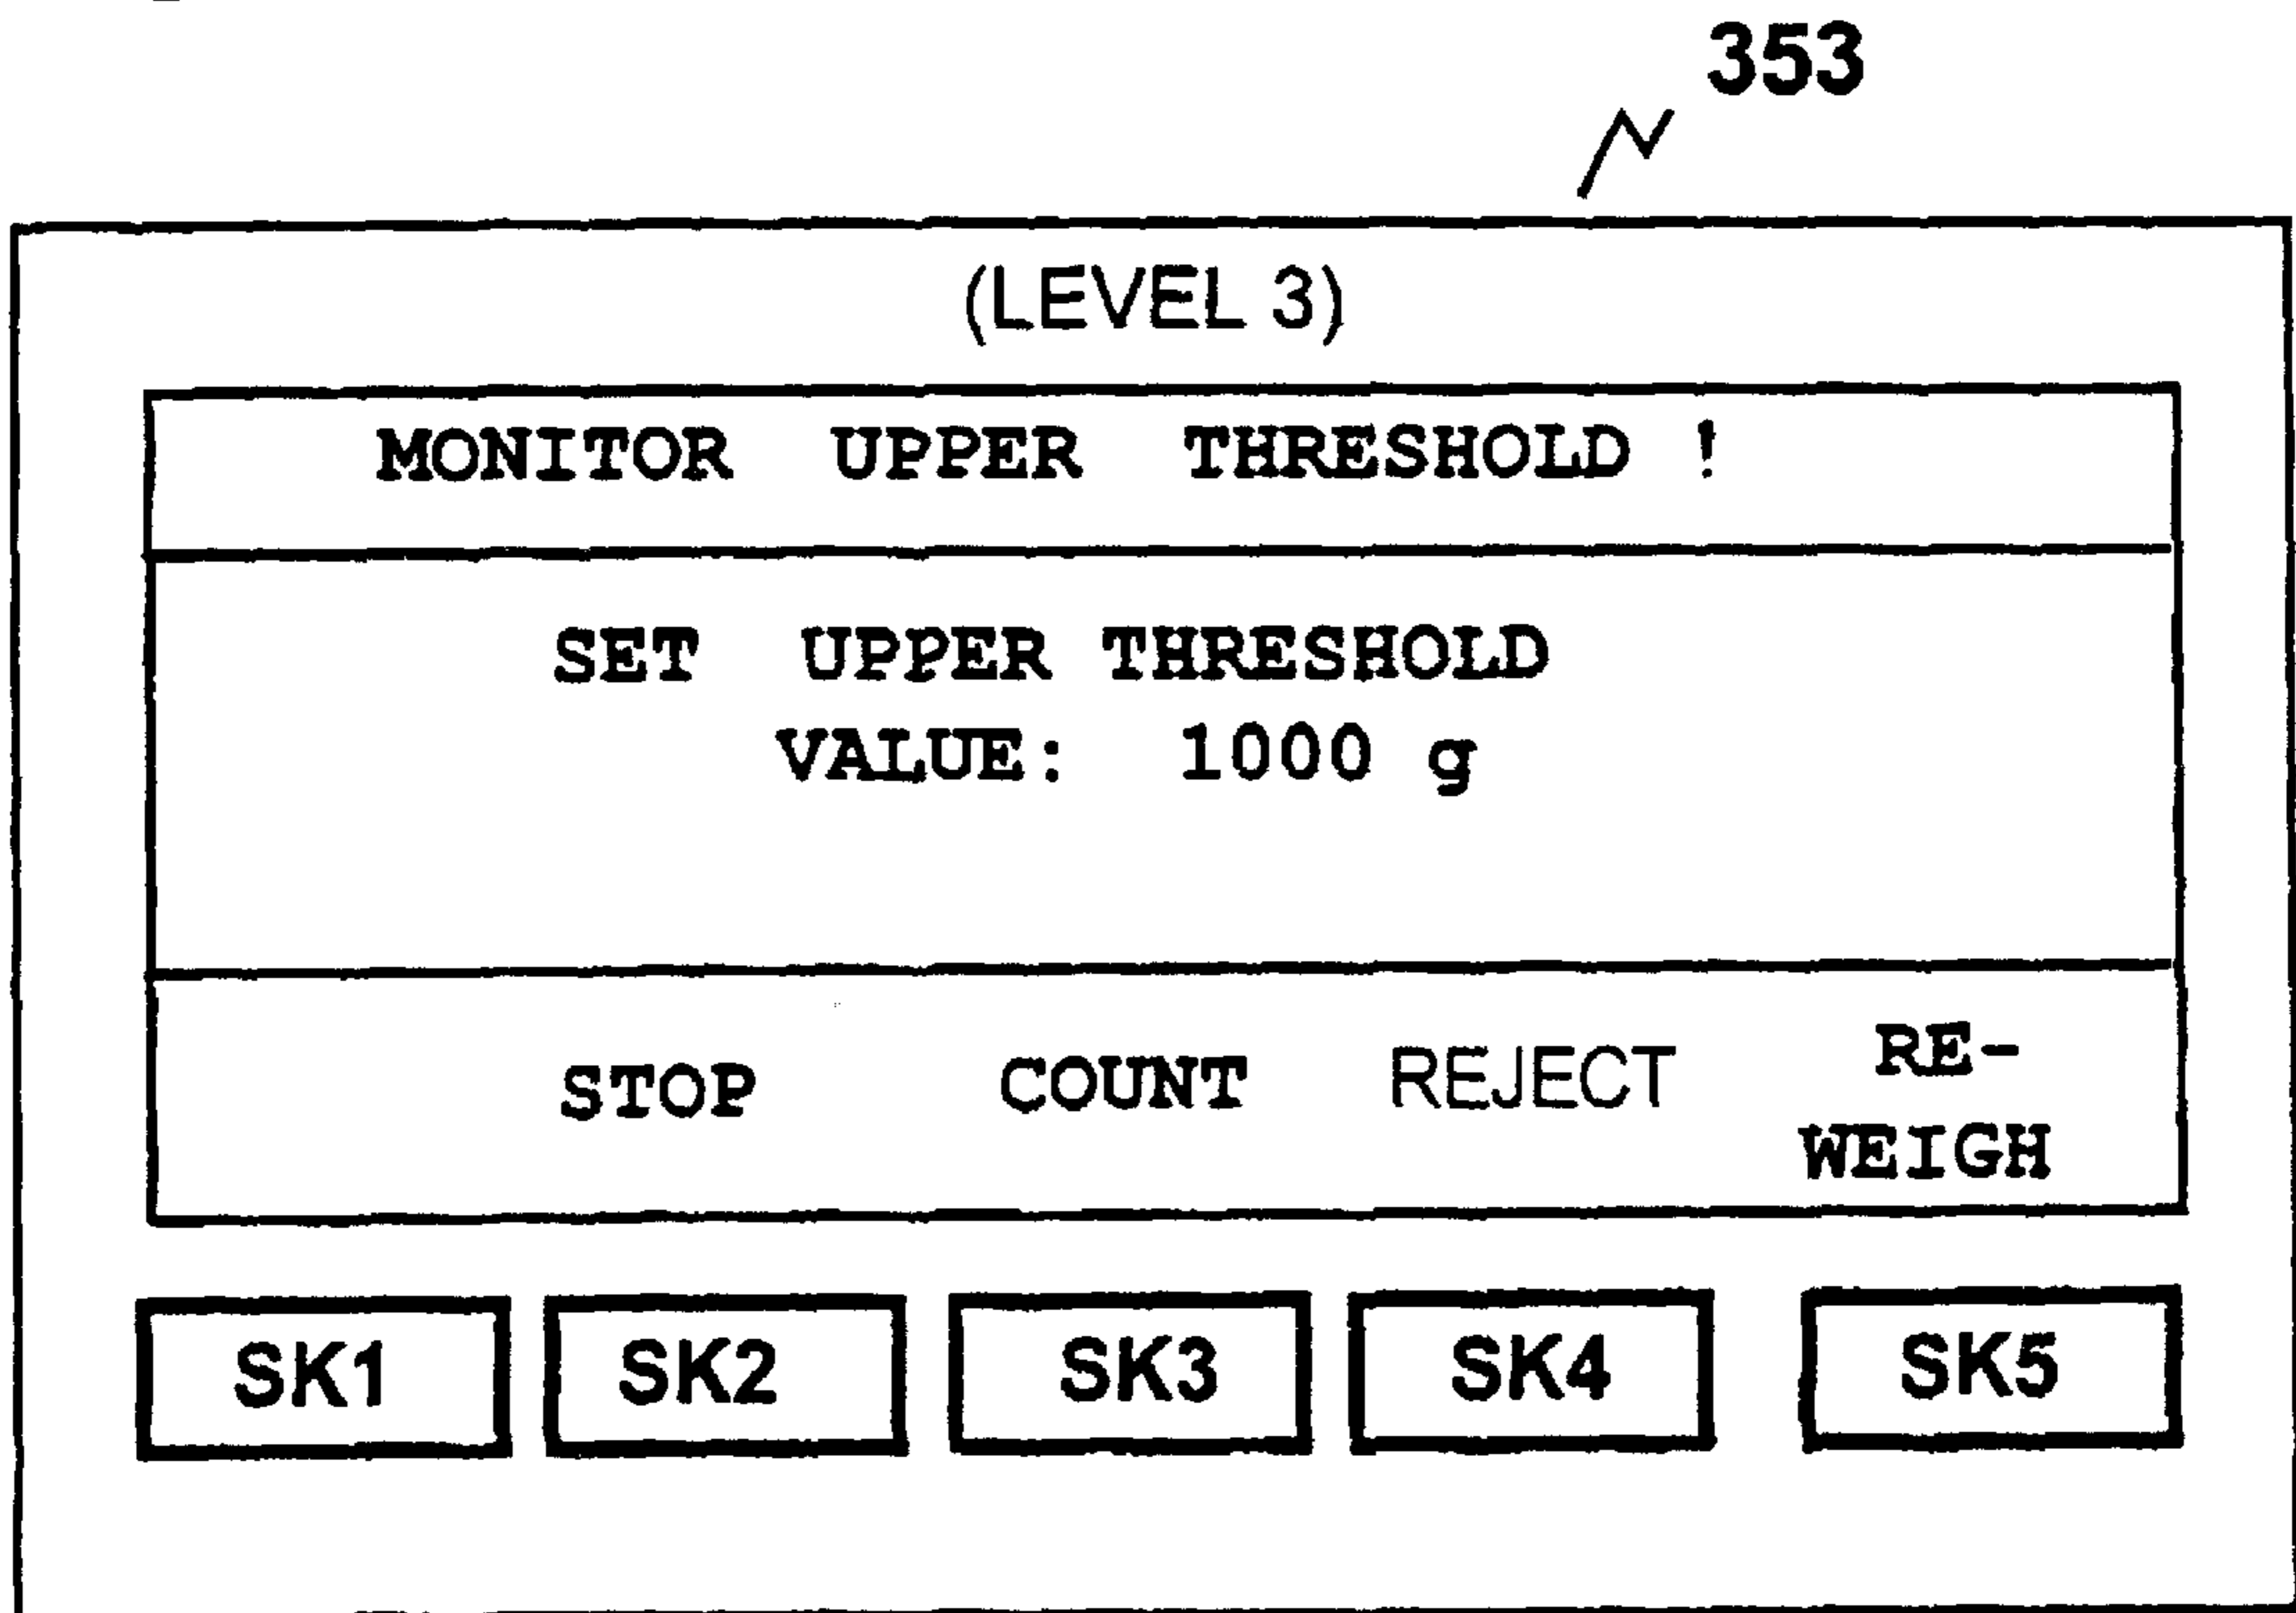 353
(LEVEL 3)
MONITOR UPPER THRESHOLD !
SET UPPER THRESHOLD
VALUE: 1000 g
STOP COUNT REJECT RE-
WEIGH
SK1 SK2 SK3 SK4 SK5